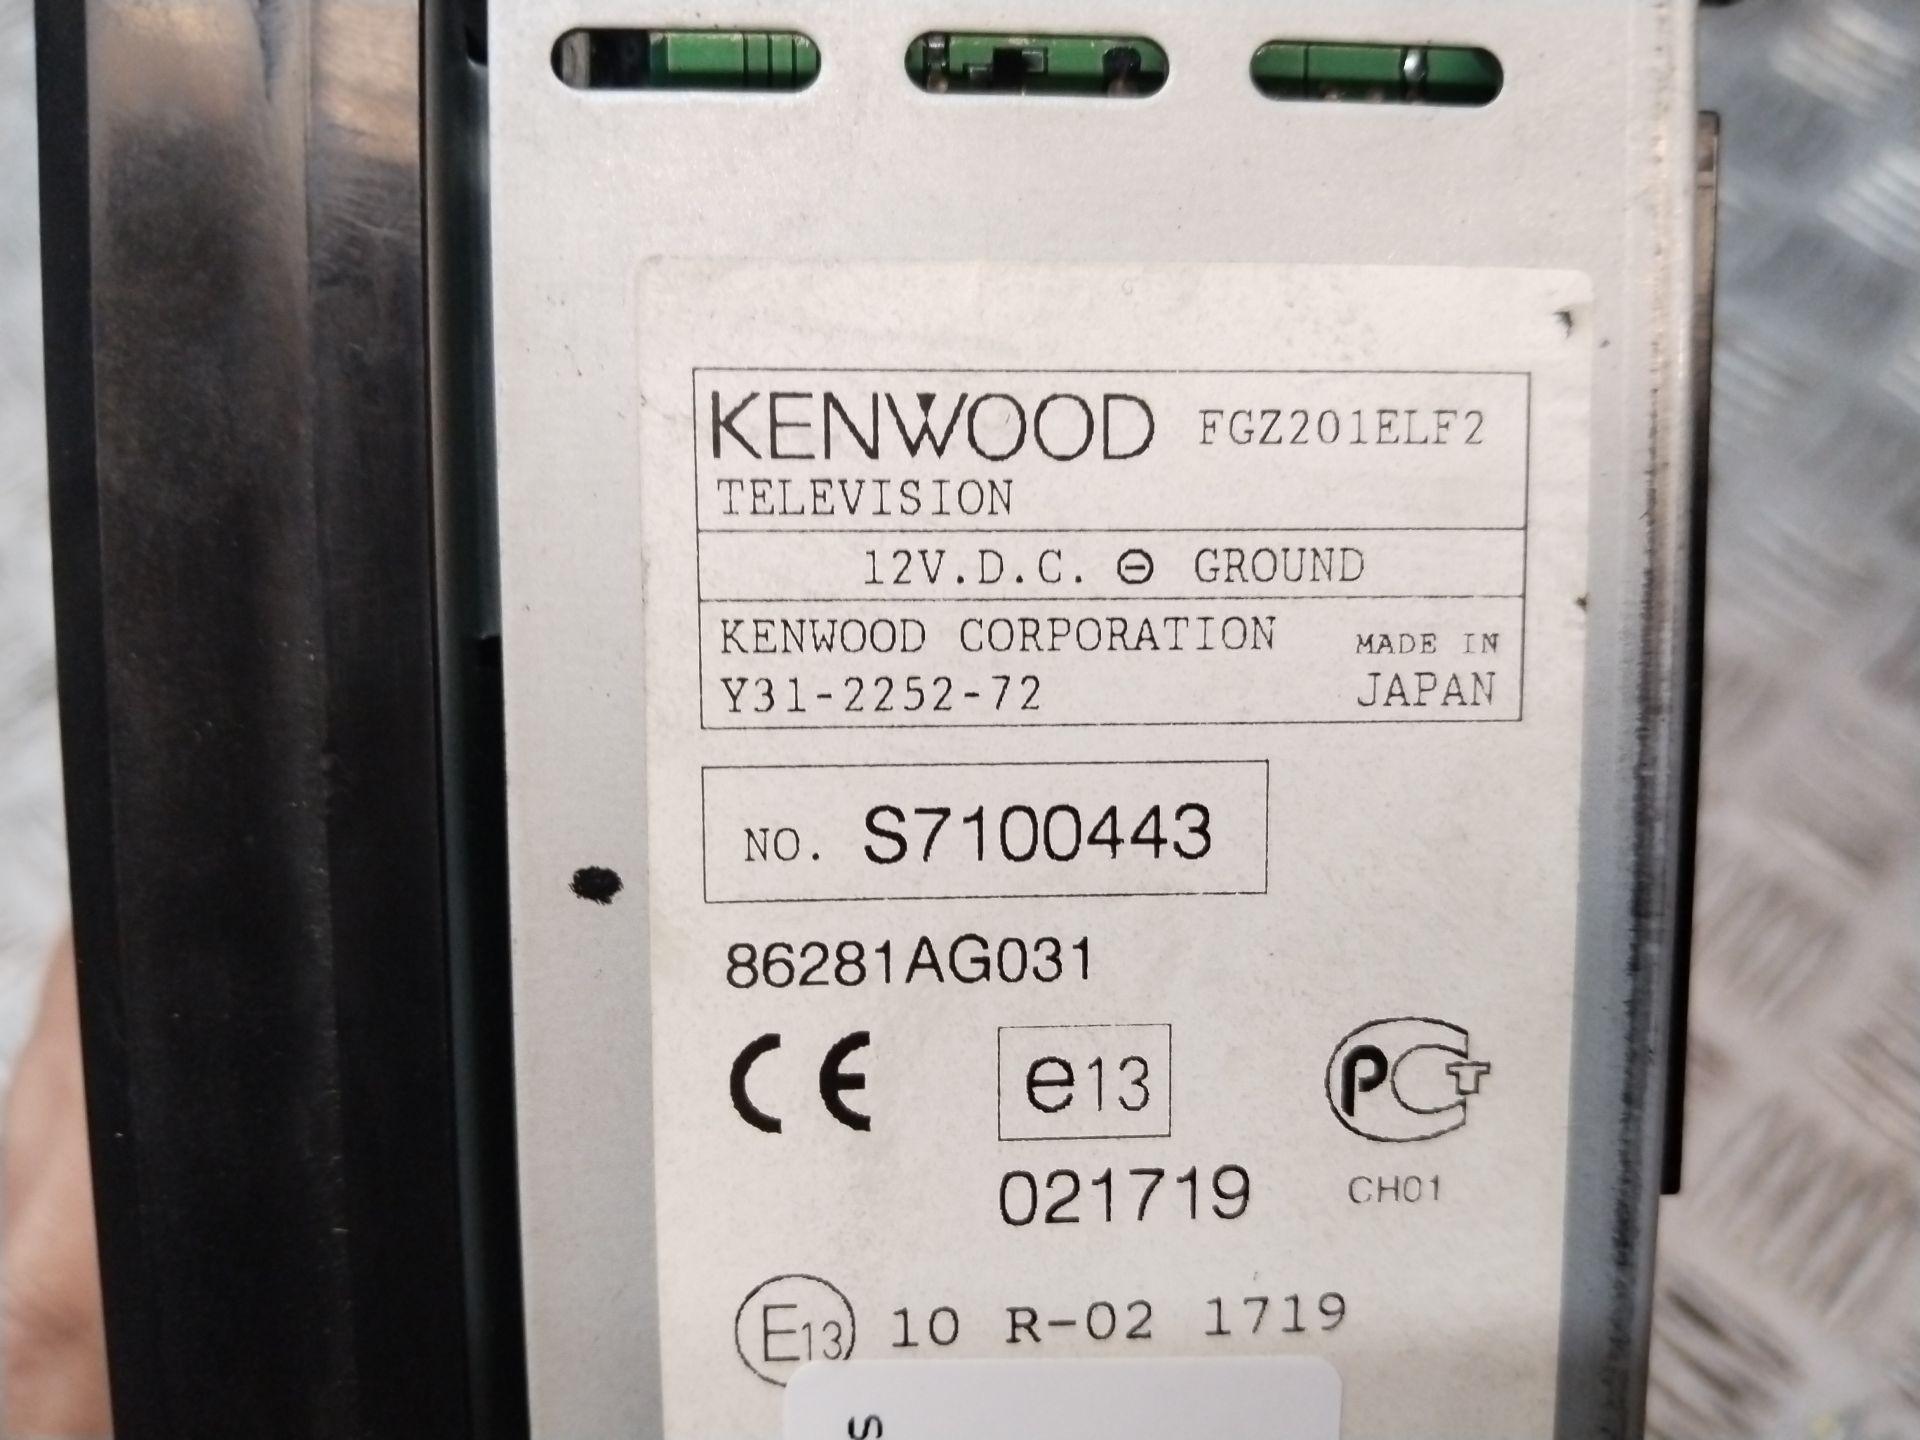 KENWOOD FGZ201ELF2
TELEVISION
12V.D.C. ⊖ GROUND
KENWOOD CORPORATION MADE IN
Y31-2252-72 JAPAN
NO. S7100443
86281AG031
CE e13 PCT
021719 CH01
E13 10 R-02 1719
S